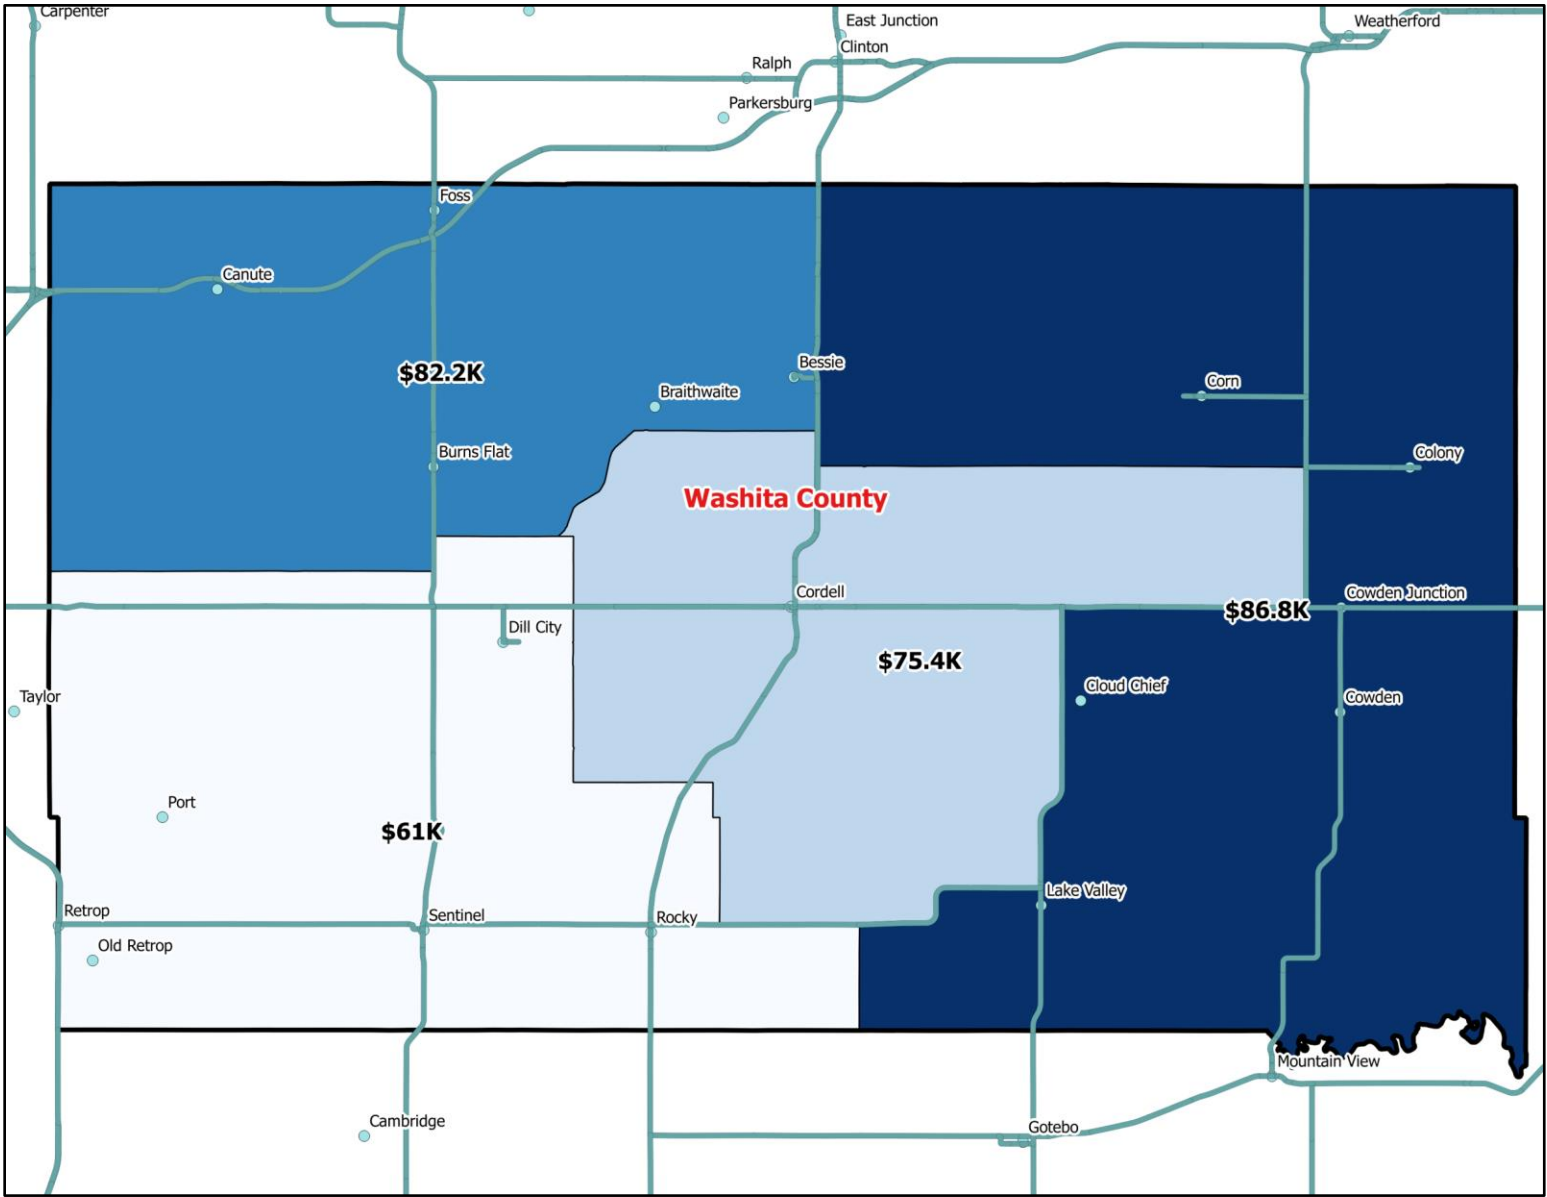 Carpenter
East Junction
Weatherford
Clinton
Ralph
Parkersburg
Foss
Canute
Bessie
$82.2K
Corn
Braithwaite
Burns Flat
Colony
Washita County
Cordell
Cowden Junction
$86.8K
Dill City
$75.4K
Cloud Chief
Taylor
Cowden
Port
$61K
Lake Valley
Retrop
Sentinel
Rocky
Old Retrop
Mountain View
Cambridge
Gotebo